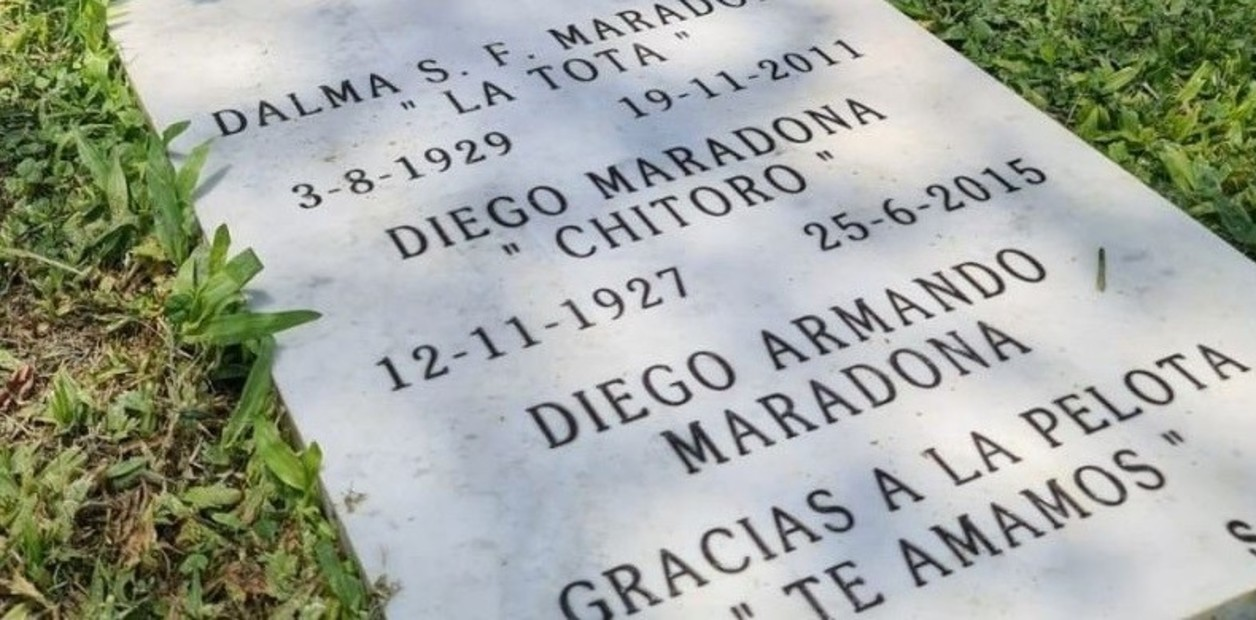 DALMA S. F. MARADO
" LA TOTA "
3-8-1929 19-11-2011
DIEGO MARADONA
" CHITORO "
12-11-1927 25-6-2015
DIEGO ARMANDO
MARADONA
GRACIAS A LA PELOTA
" TE AMAMOS "
S